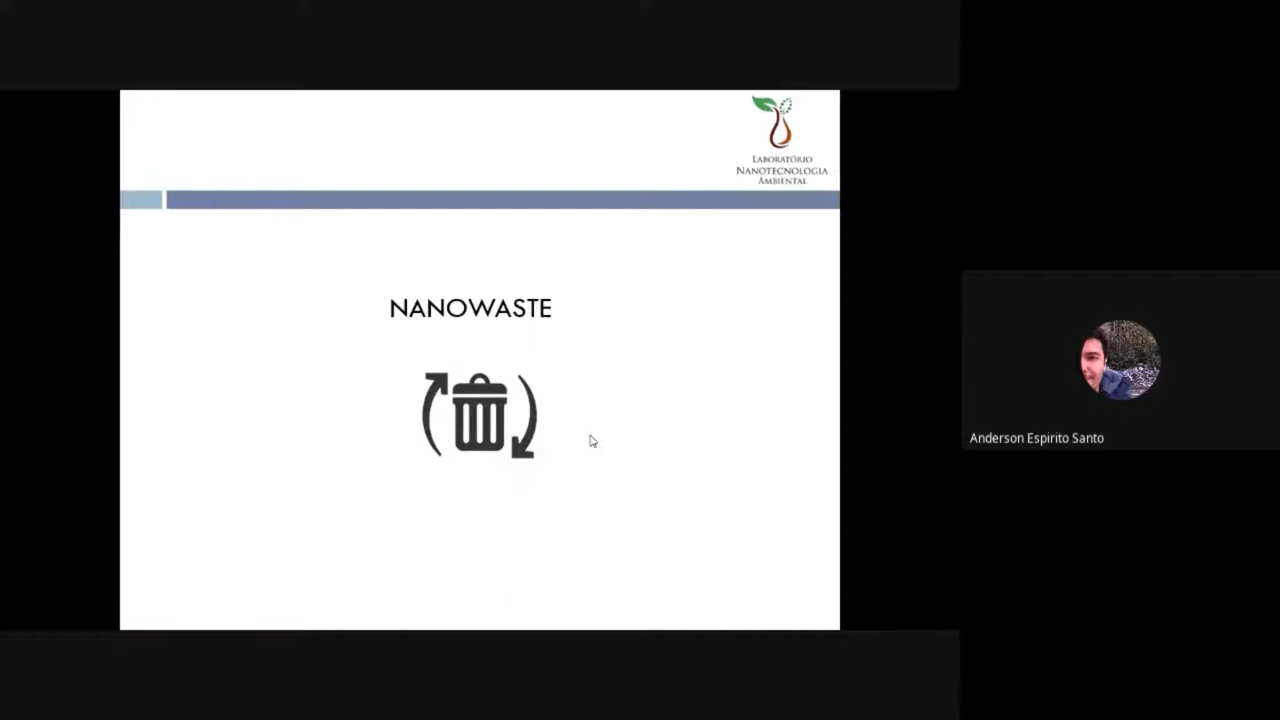 LABORATÓRIO
NANOTECNOLOGIA
AMBIENTAL
NANOWASTE
Anderson Espirito Santo